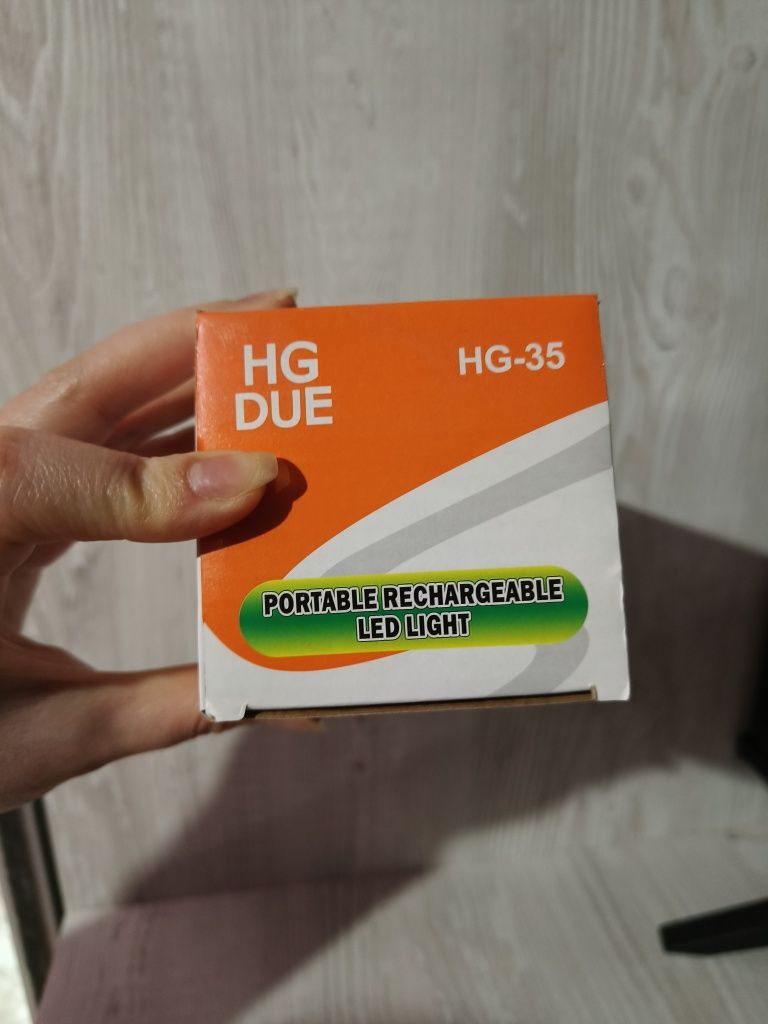 HG
DUE
HG-35
PORTABLE RECHARGEABLE
LED LIGHT